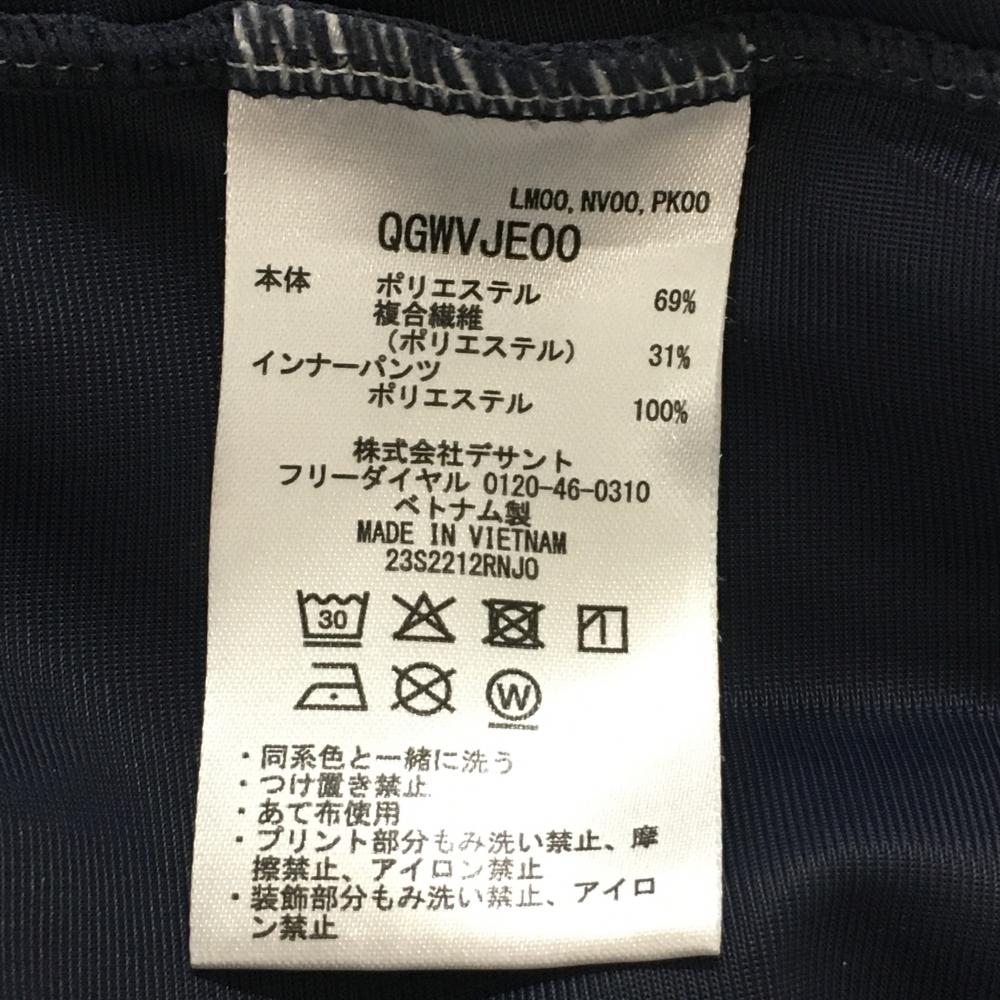 LM00, NV00, PK00
QGWVJE00
本体 ポリエステル 69%
複合繊維
(ポリエステル) 31%
インナーパンツ
ポリエステル 100%
株式会社デサント
フリーダイヤル 0120-46-0310
ベトナム製
MADE IN VIETNAM
23S2212RNJO
30
W
・同系色と一緒に洗う
・つけ置き禁止
・あて布使用
・プリント部分もみ洗い禁止、摩
擦禁止、アイロン禁止
・装飾部分もみ洗い禁止、アイロ
ン禁止